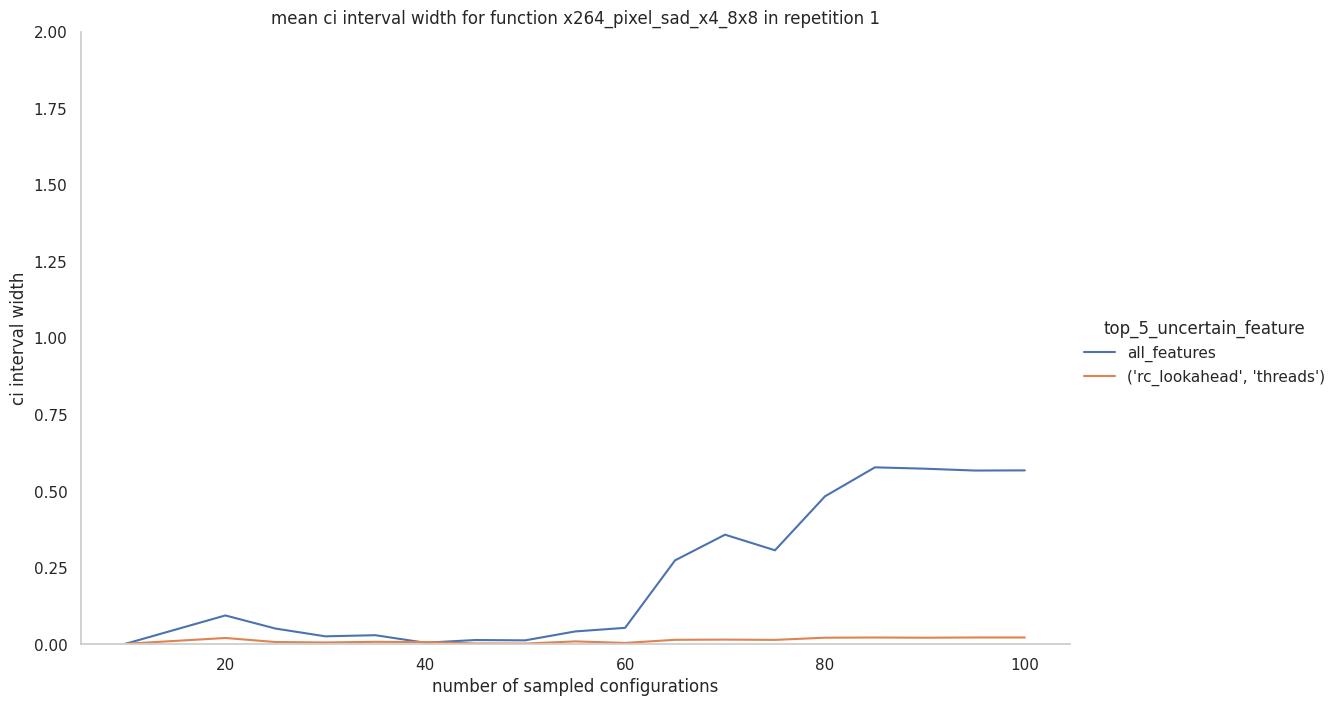 mean ci interval width for function x264_pixel_sad_x4_8x8 in repetition 1
2.00
1.75
1.50
1.25
1.00
0.75
0.50
0.25
0.00
ci interval width
20
40
60
80
100
number of sampled configurations
top_5_uncertain_feature
all_features
('rc_lookahead', 'threads')